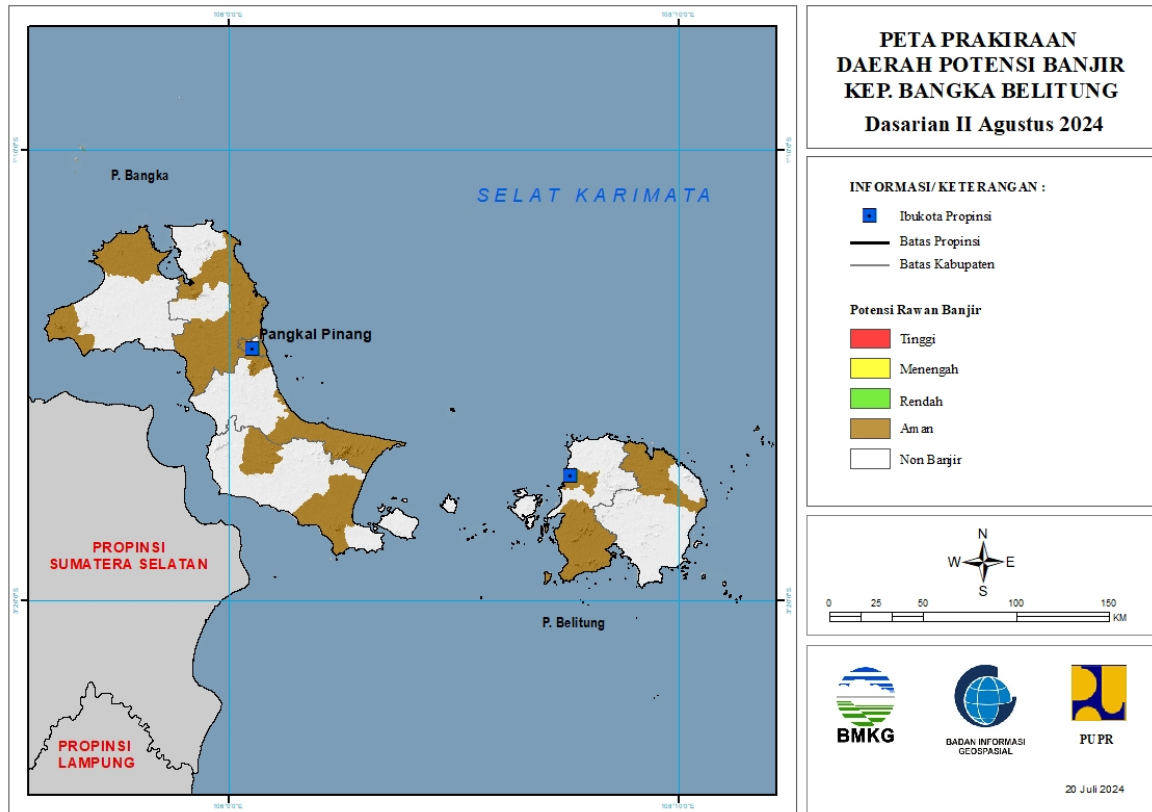 PETA PRAKIRAAN
DAERAH POTENSI BANJIR
KEP. BANGKA BELITUNG
Dasarian II Agustus 2024
P. Bangka
SELAT KARIMATA
Pangkal Pinang
PROPINSI
SUMATERA SELATAN
P. Belitung
PROPINSI
LAMPUNG
INFORMASI/ KETERANGAN :
Ibukota Propinsi
Batas Propinsi
Batas Kabupaten
Potensi Rawan Banjir
Tinggi
Menengah
Rendah
Aman
Non Banjir
N
W E
S
0 25 50 100 150
KM
BMKG
BADAN INFORMASI
GEOSPASIAL
PUPR
20 Juli 2024